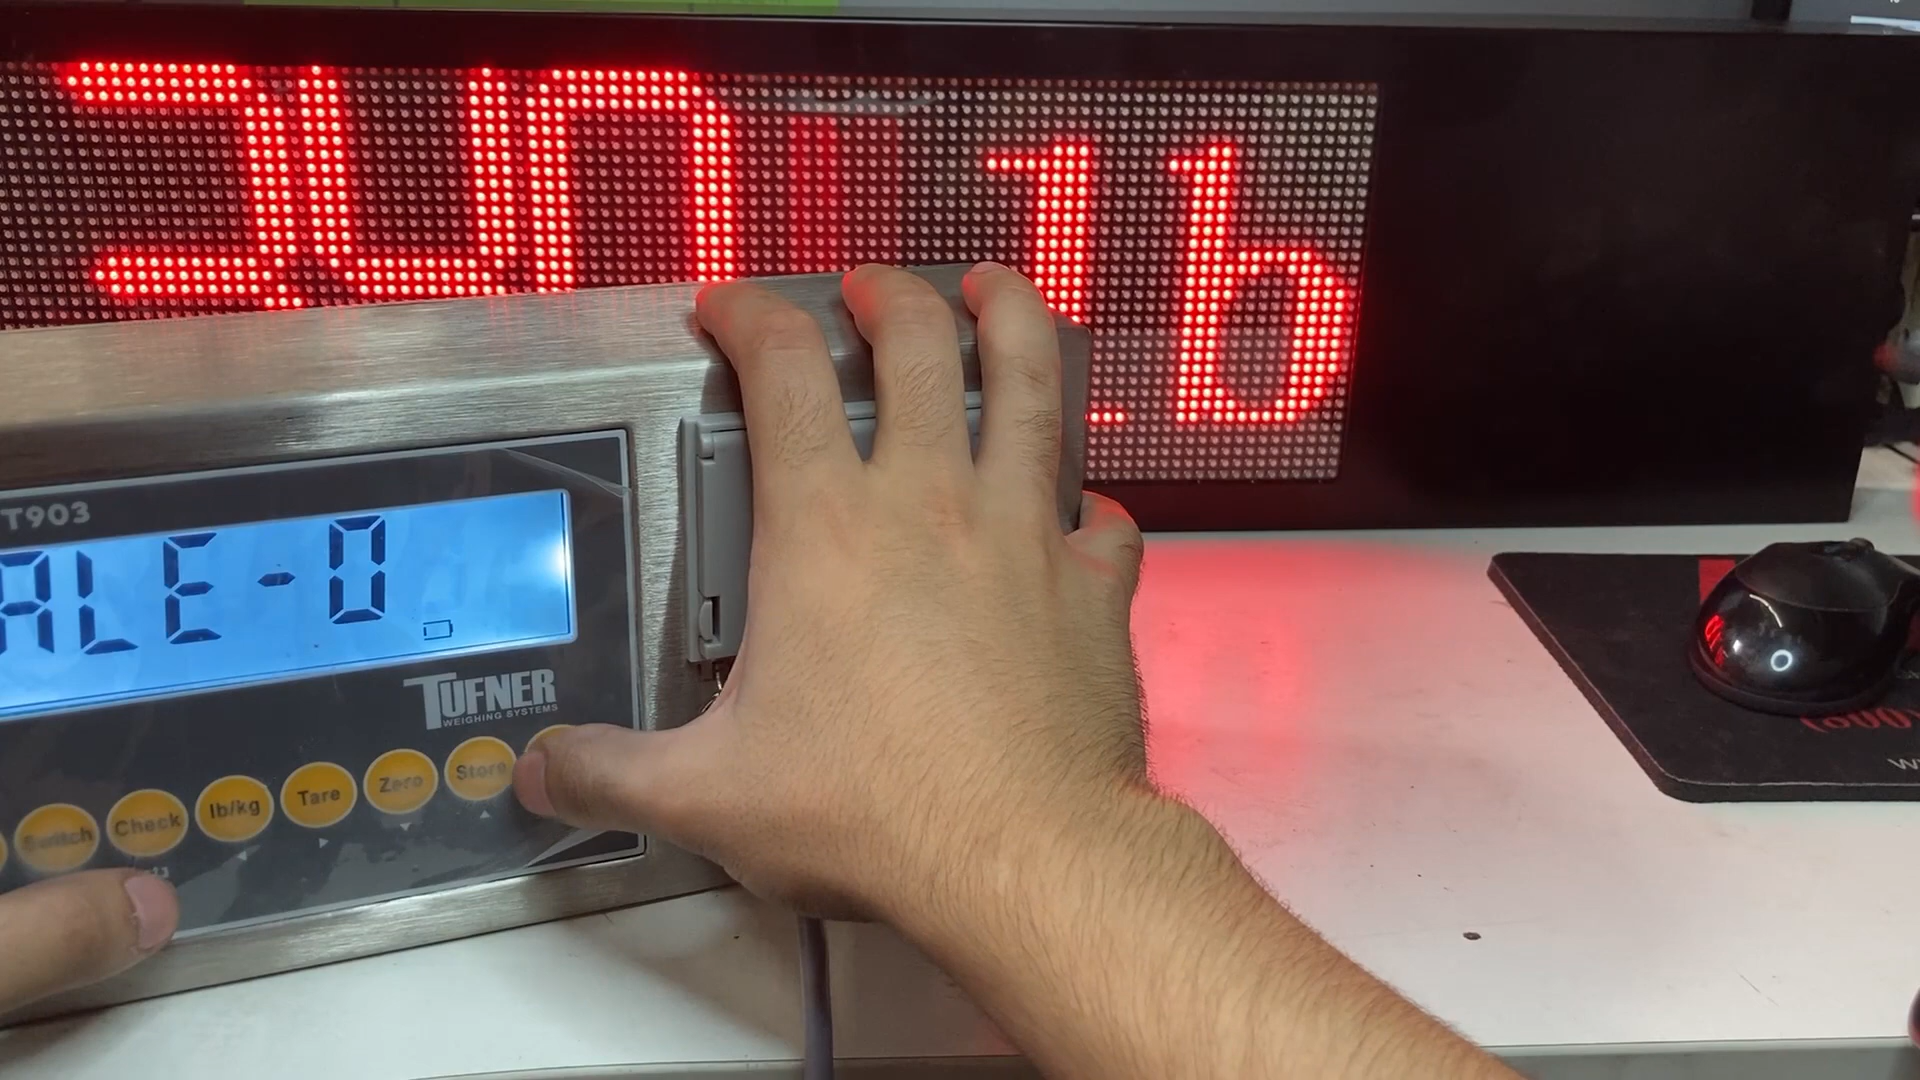 lb
T903
ALE-0
TUFNER
WEIGHING SYSTEMS
Switch Check lb/kg Tare Zero Store